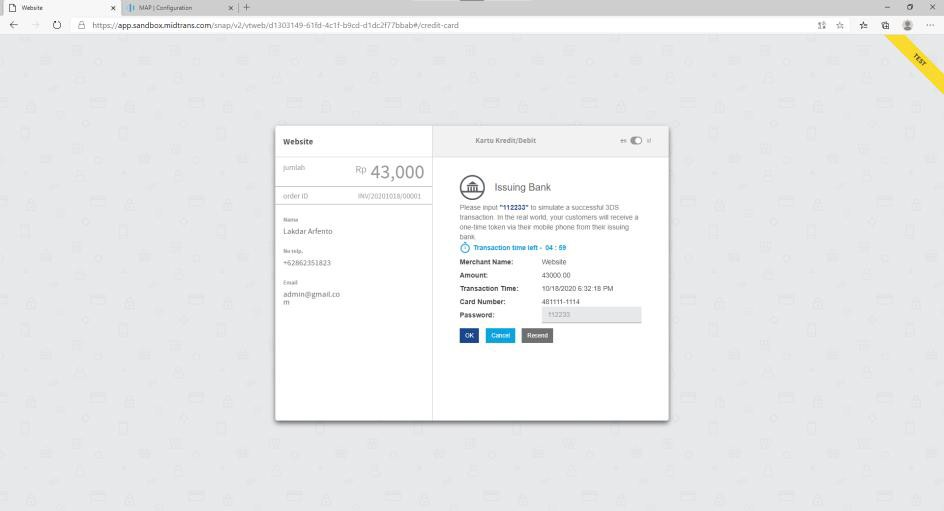 Website
MAP | Configuration
https://app.sandbox.midtrans.com/snap/v2/vtweb/d1303149-61fd-4c1f-b9cd-d1dc2f77bbab#/credit-card
TEST
Website
Kartu Kredit/Debit
en id
jumlah Rp 43,000
order ID INV/20201018/00001
Nama
Lakdar Arfento
No telp.
+62862351823
Email
admin@gmail.co
m
Issuing Bank
Please input "112233" to simulate a successful 3DS
transaction. In the real world, your customers will receive a
one-time token via their mobile phone from their issuing
bank.
Transaction time left - 04 : 59
Merchant Name: Website
Amount: 43000.00
Transaction Time: 10/18/2020 6:32:18 PM
Card Number: 481111-1114
Password: 112233
OK Cancel Resend